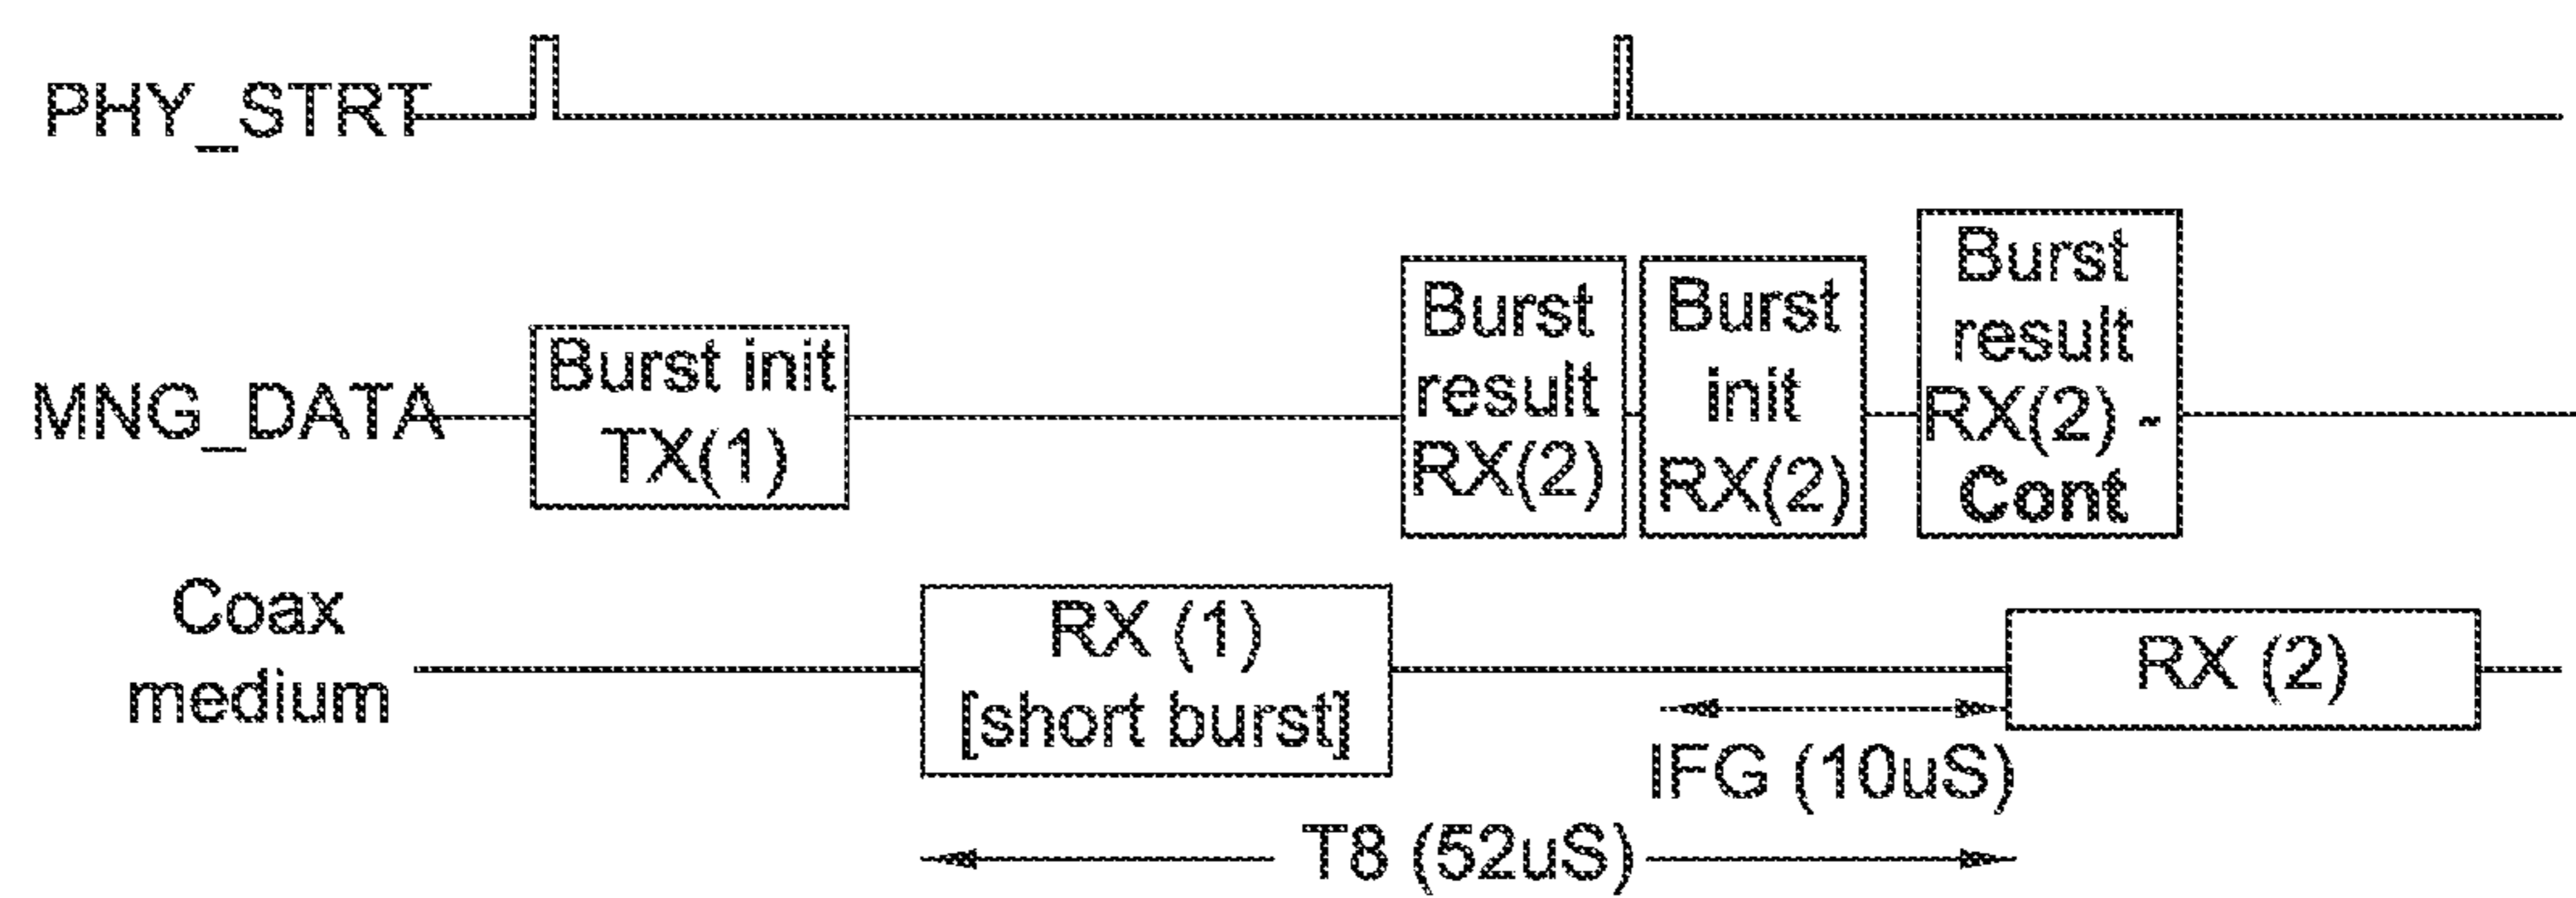 PHY_STRT
MNG_DATA
Burst init
TX(1)
Burst
result
RX(2)
Burst
init
RX(2)
Burst
result
RX(2) -
Cont
Coax
medium
RX (1)
[short burst]
RX (2)
IFG (10uS)
T8 (52uS)